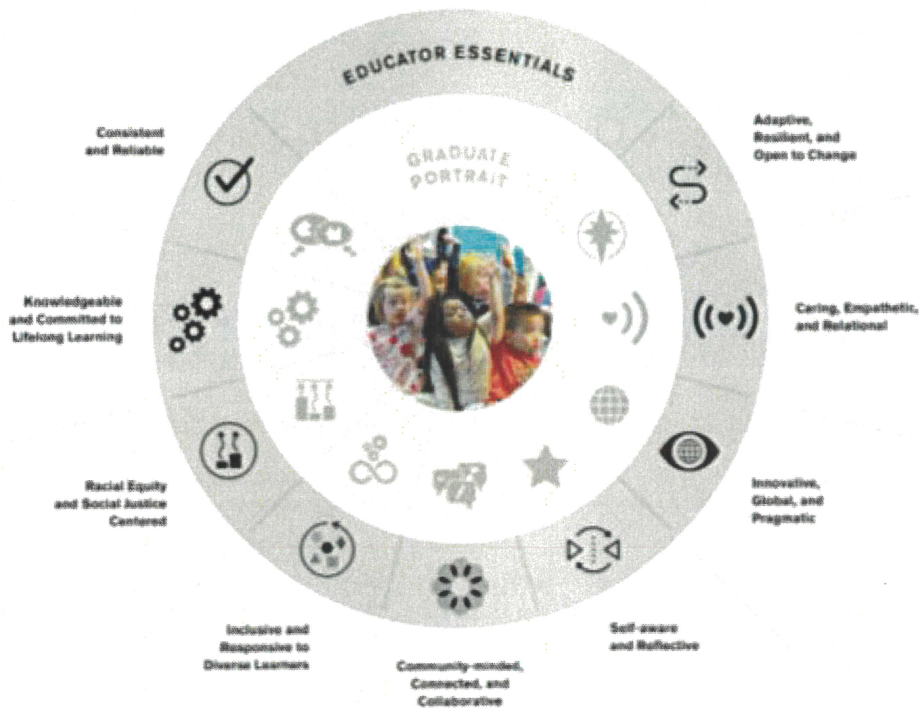 EDUCATOR ESSENTIALS
GRADUATE
PORTRAIT
Adaptive,
Resilient, and
Open to Change
Caring, Empathetic,
and Relational
Innovative,
Global, and
Pragmatic
Self-aware
and Reflective
Community-minded,
Connected, and
Collaborative
Inclusive and
Responsive to
Diverse Learners
Racial Equity
and Social Justice
Centered
Knowledgeable
and Committed to
Lifelong Learning
Consistent
and Reliable